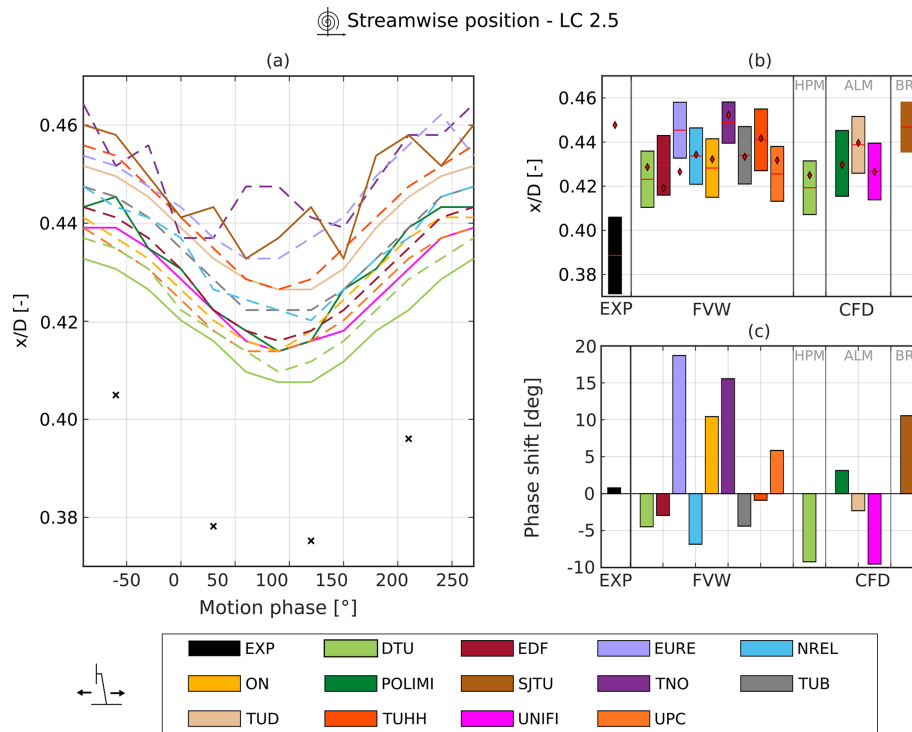 Streamwise position - LC 2.5
(a)
0.46
0.44
0.42
0.40
0.38
x/D [-]
-50 0 50 100 150 200 250
Motion phase [°]
(b)
HPM ALM BR
0.46
0.44
0.42
0.40
0.38
x/D [-]
EXP FVW CFD
(c)
HPM ALM BR
20
15
10
5
0
-5
-10
Phase shift [deg]
EXP FVW CFD
EXP DTU EDF EURE NREL
ON POLIMI SJTU TNO TUB
TUD TUHH UNIFI UPC